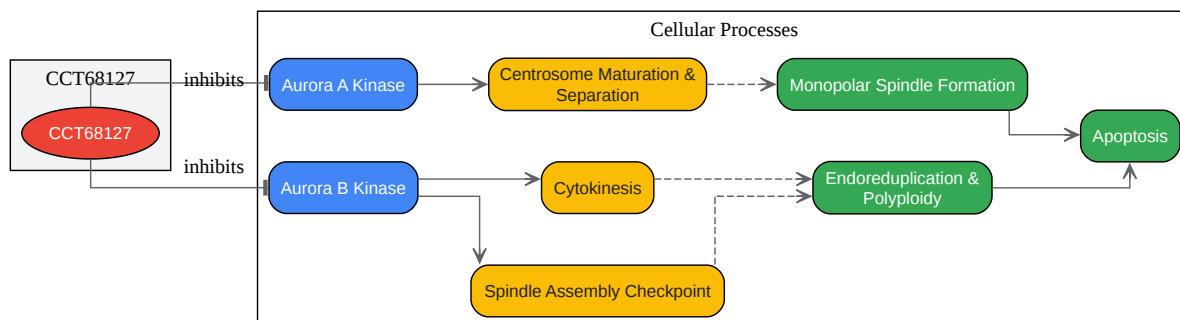 Cellular Processes
CCT68127
inhibits
Aurora A Kinase
Centrosome Maturation &
Separation
Monopolar Spindle Formation
CCT68127
Apoptosis
inhibits
Aurora B Kinase
Cytokinesis
Endoreduplication &
Polyploidy
Spindle Assembly Checkpoint